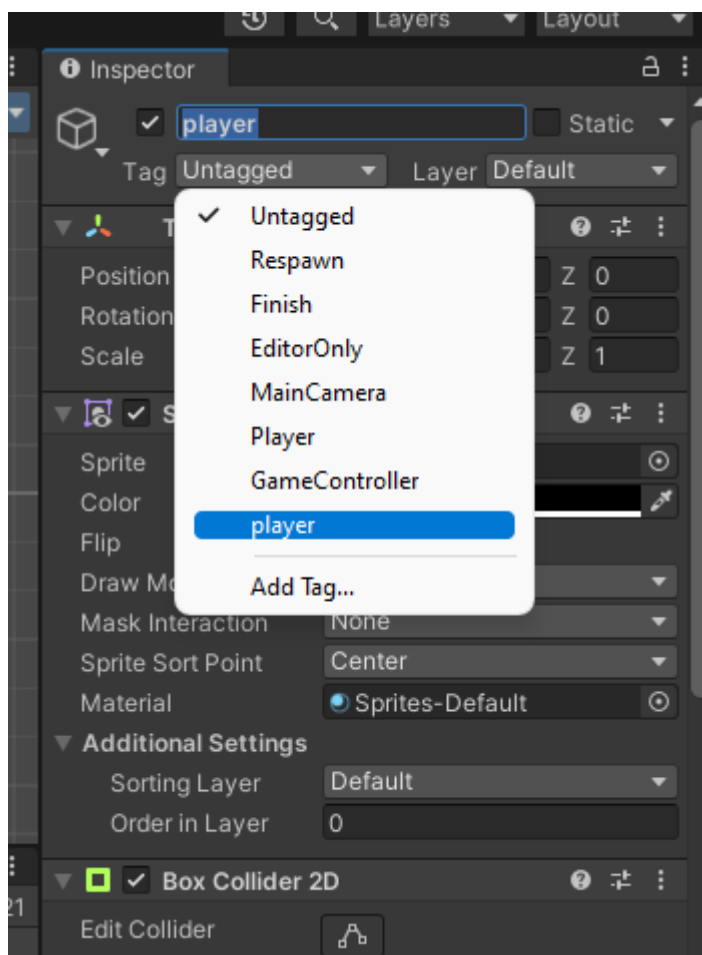 Layers Layout
Inspector
player Static
Tag Untagged Layer Default
Untagged
Respawn
Finish
EditorOnly
MainCamera
Player
GameController
player
Add Tag...
T
Position Z 0
Rotation Z 0
Scale Z 1
S
Sprite
Color
Flip
Draw Mo
Mask Interaction None
Sprite Sort Point Center
Material Sprites-Default
Additional Settings
Sorting Layer Default
Order in Layer 0
Box Collider 2D
21
Edit Collider